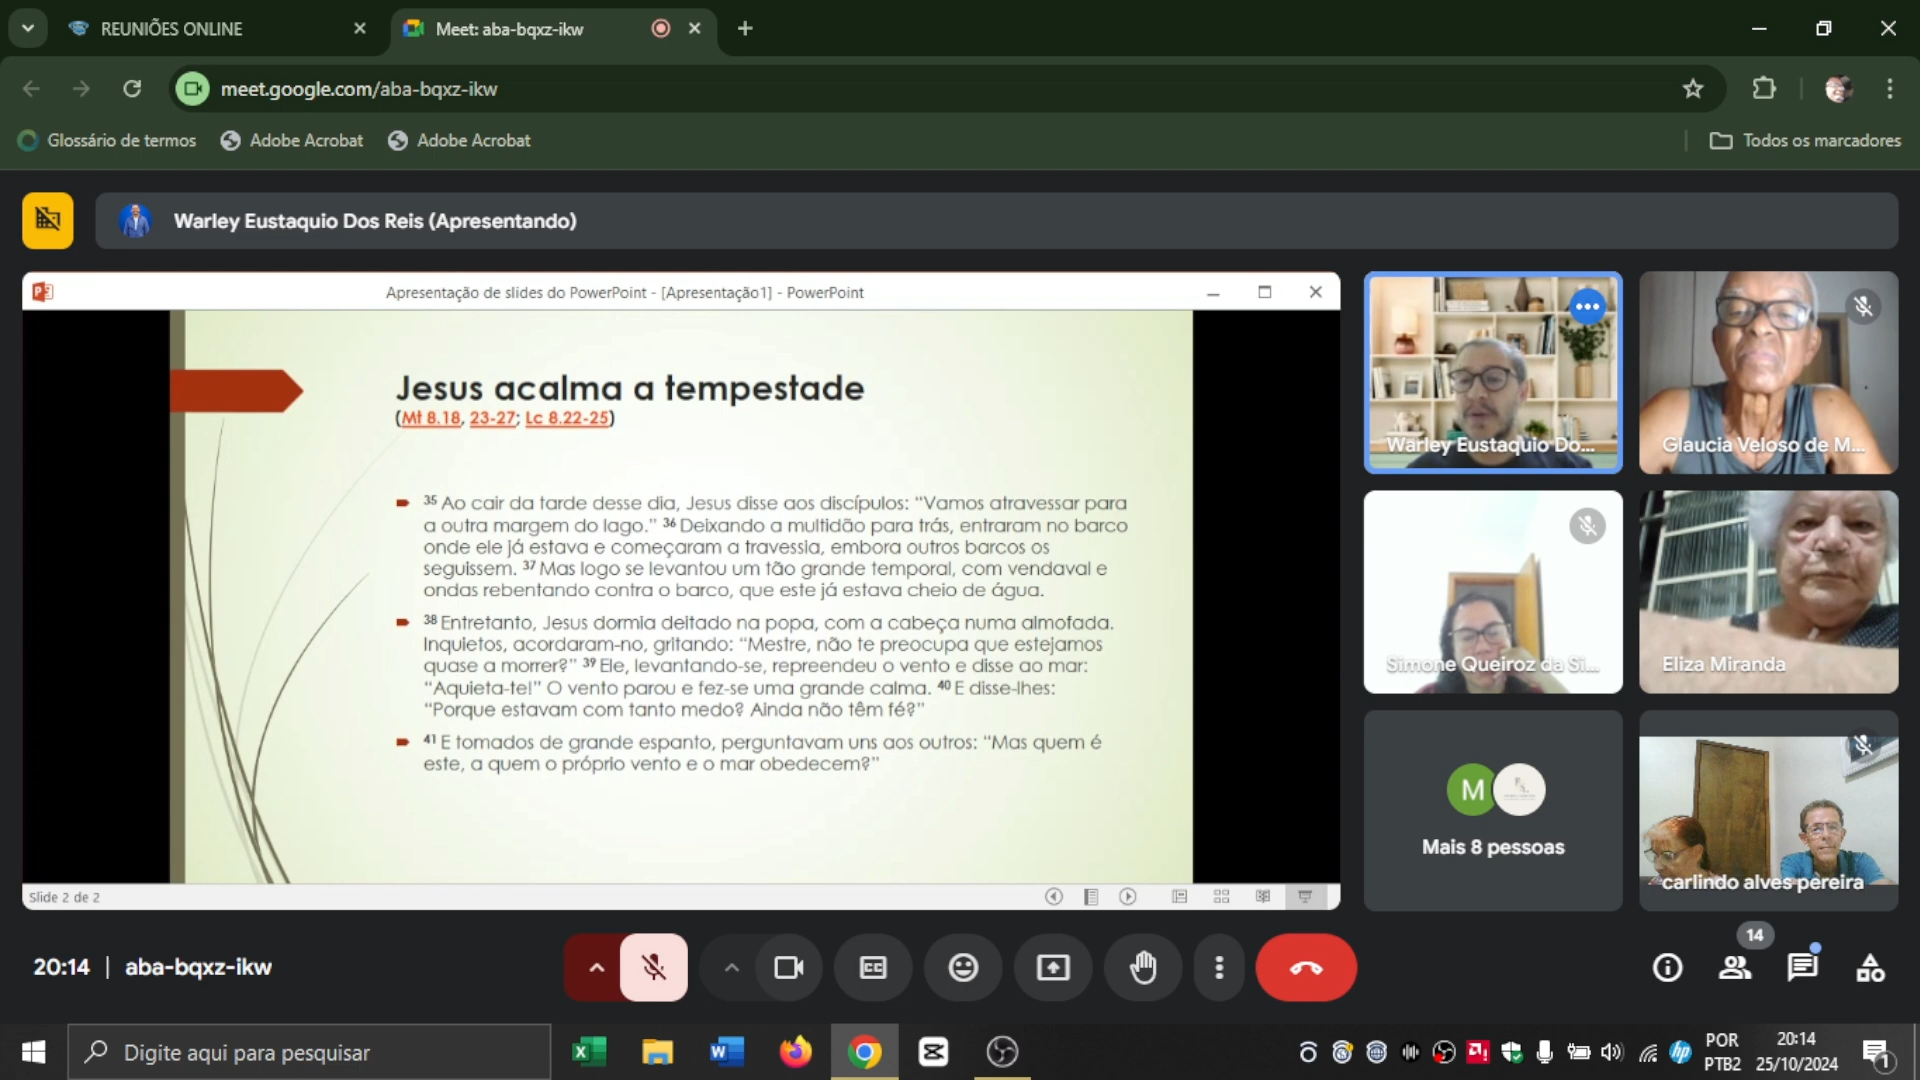 REUNIÕES ONLINE
Meet: aba-bqxz-ikw
meet.google.com/aba-bqxz-ikw
Glossário de termos
Adobe Acrobat
Adobe Acrobat
Todos os marcadores
Warley Eustaquio Dos Reis (Apresentando)
Apresentação de slides do PowerPoint - [Apresentação1] - PowerPoint
Jesus acalma a tempestade
(Mt 8.18, 23-27; Lc 8.22-25)
35 Ao cair da tarde desse dia, Jesus disse aos discípulos: “Vamos atravessar para
a outra margem do lago.” 36 Deixando a multidão para trás, entraram no barco
onde ele já estava e começaram a travessia, embora outros barcos os
seguissem. 37 Mas logo se levantou um tão grande temporal, com vendaval e
ondas rebentando contra o barco, que este já estava cheio de água.
38 Entretanto, Jesus dormia deitado na popa, com a cabeça numa almofada.
Inquietos, acordaram-no, gritando: “Mestre, não te preocupa que estejamos
quase a morrer?” 39 Ele, levantando-se, repreendeu o vento e disse ao mar:
“Aquieta-te!” O vento parou e fez-se uma grande calma. 40 E disse-lhes:
“Porque estavam com tanto medo? Ainda não têm fé?”
41 E tomados de grande espanto, perguntavam uns aos outros: “Mas quem é
este, a quem o próprio vento e o mar obedecem?”
Slide 2 de 2
Warley Eustaquio Do...
Glaucia Veloso de M...
Simone Queiroz da Si...
Eliza Miranda
M
Mais 8 pessoas
carlindo alves pereira
20:14 | aba-bqxz-ikw
CC
14
Digite aqui para pesquisar
POR
PTB2
20:14
25/10/2024
1